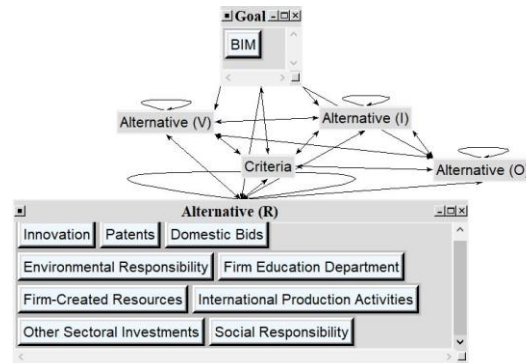 Goal
BIM
Alternative (V)
Alternative (I)
Criteria
Alternative (O
Alternative (R)
Innovation Patents Domestic Bids
Environmental Responsibility Firm Education Department
Firm-Created Resources International Production Activities
Other Sectoral Investments Social Responsibility